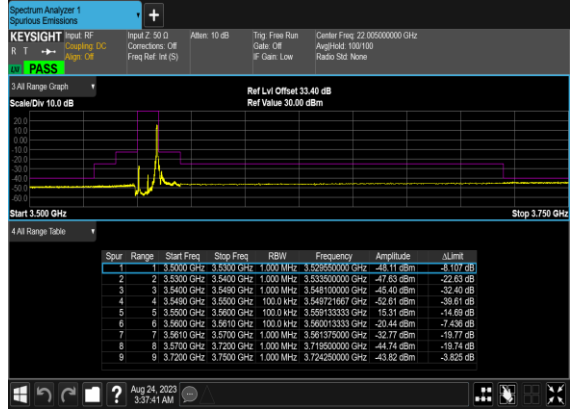 Spectrum Analyzer 1
Spurious Emissions
KEYSIGHT Input: RF Input Z: 50 Ω Atten: 10 dB Trig: Free Run Center Freq: 22.005000000 GHz
R T Coupling: DC Corrections: Off Gate: Off Avg|Hold: 100/100
Align: Off Freq Ref: Int (S) IF Gain: Low Radio Std: None
PASS
3 All Range Graph
Ref Lvl Offset 33.40 dB
Scale/Div 10.0 dB Ref Value 30.00 dBm
20.0
10.0
0.00
-10.0
-20.0
-30.0
-40.0
-50.0
-60.0
Start 3.500 GHz Stop 3.750 GHz
4 All Range Table
Spur Range Start Freq Stop Freq RBW Frequency Amplitude ΔLimit
1 1 3.5000 GHz 3.5300 GHz 1.000 MHz 3.529550000 GHz -48.11 dBm -8.107 dB
2 2 3.5300 GHz 3.5400 GHz 1.000 MHz 3.533500000 GHz -47.63 dBm -22.63 dB
3 3 3.5400 GHz 3.5490 GHz 1.000 MHz 3.548100000 GHz -45.40 dBm -32.40 dB
4 4 3.5490 GHz 3.5500 GHz 100.0 kHz 3.549721667 GHz -52.61 dBm -39.61 dB
5 5 3.5500 GHz 3.5600 GHz 100.0 kHz 3.559133333 GHz 15.31 dBm -14.69 dB
6 6 3.5600 GHz 3.5610 GHz 100.0 kHz 3.560013333 GHz -20.44 dBm -7.436 dB
7 7 3.5610 GHz 3.5700 GHz 1.000 MHz 3.561375000 GHz -32.77 dBm -19.77 dB
8 8 3.5700 GHz 3.7200 GHz 1.000 MHz 3.719500000 GHz -44.74 dBm -19.74 dB
9 9 3.7200 GHz 3.7500 GHz 1.000 MHz 3.724250000 GHz -43.82 dBm -3.825 dB
Aug 24, 2023
3:37:41 AM